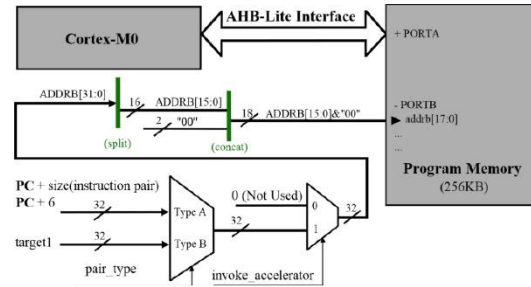 AHB-Lite Interface
Cortex-M0
+ PORTA
ADDRB[31:0]
16
ADDRB[15:0]
2
"00"
18
ADDRB[15:0]&"00"
(split)
(concat)
- PORTB
addrb[17:0]
...
...
Program Memory
(256KB)
PC + size(instruction pair)
PC + 6
32
Type A
target1
32
Type B
32
0 (Not Used)
0
1
32
pair_type
invoke_accelerator